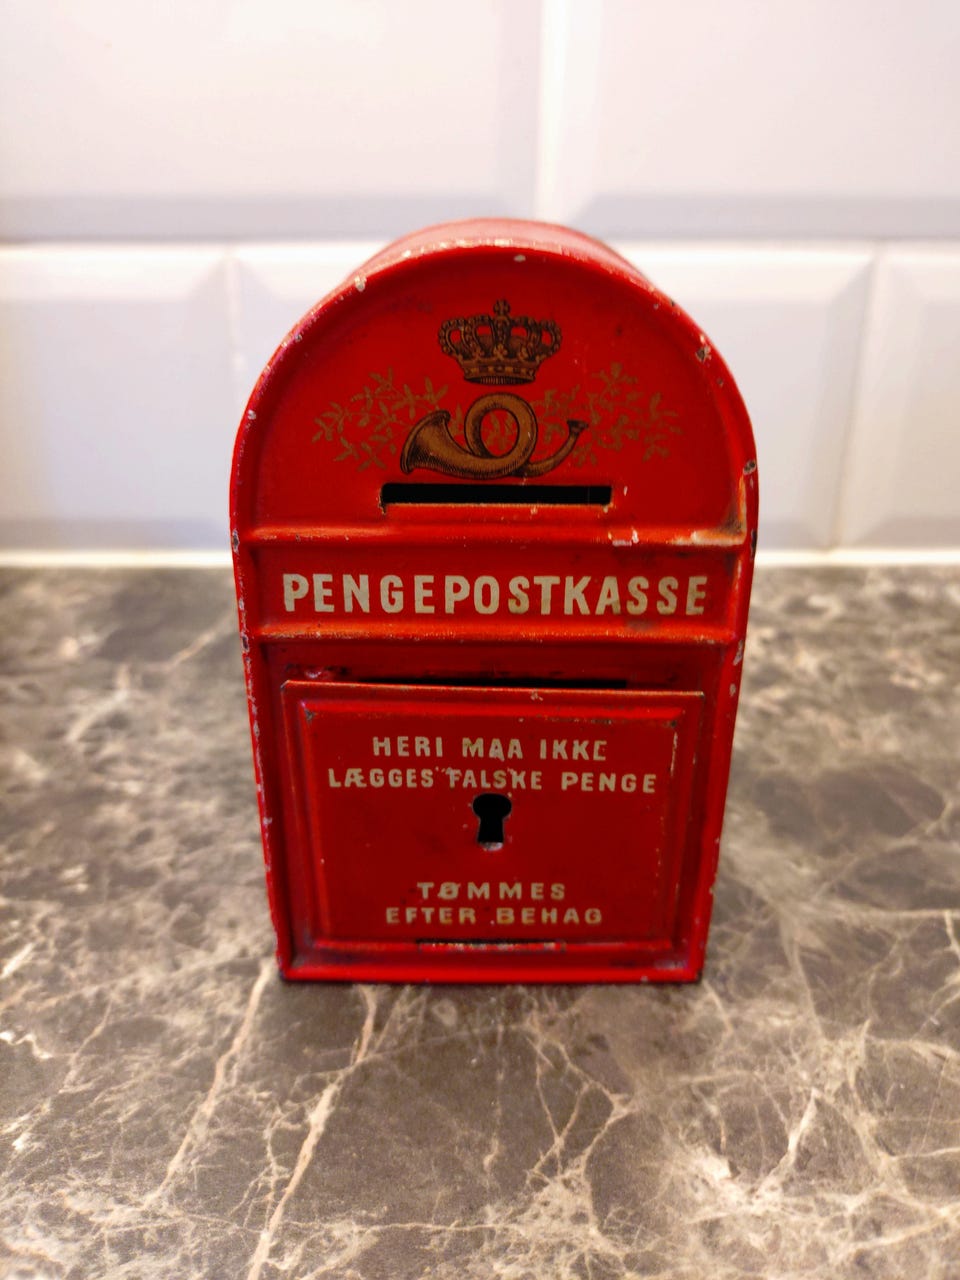 PENGEPOSTKASSE
HERI MAA IKKE
LÆGGES FALSKE PENGE
TØMMES
EFTER BEHAG